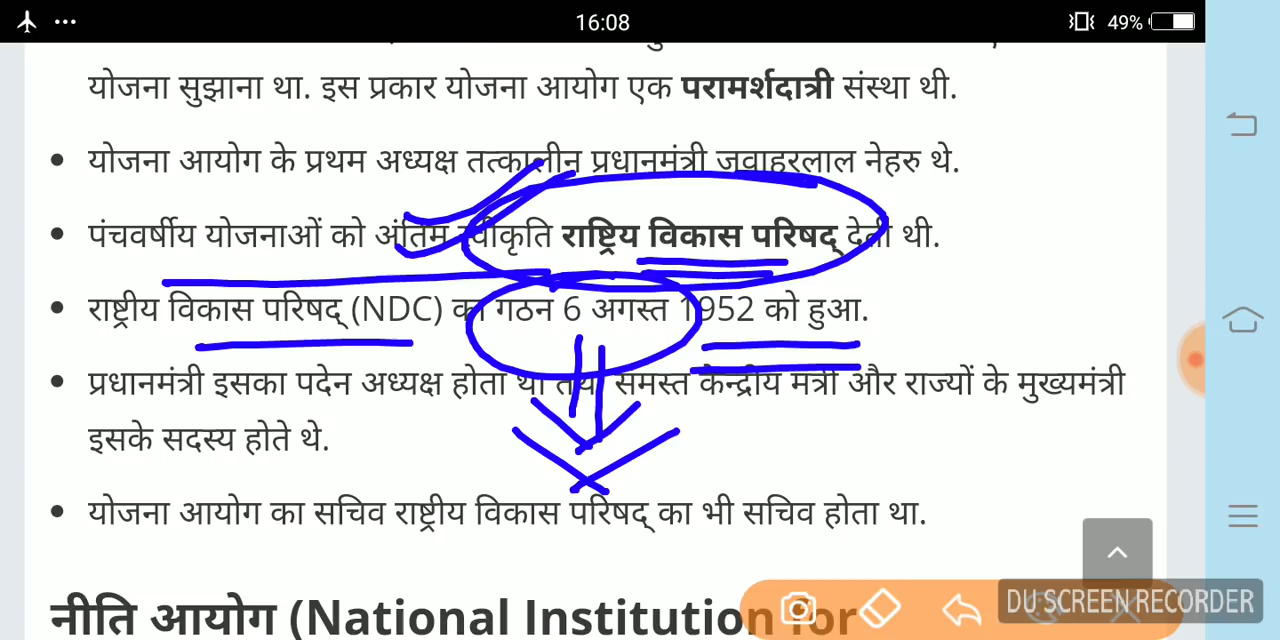 16:08
49%
योजना सुझाना था. इस प्रकार योजना आयोग एक परामर्शदात्री संस्था थी.
• योजना आयोग के प्रथम अध्यक्ष तत्कालीन प्रधानमंत्री जवाहरलाल नेहरु थे.
• पंचवर्षीय योजनाओं को अंतिम स्वीकृति राष्ट्रिय विकास परिषद् देती थी.
• राष्ट्रीय विकास परिषद् (NDC) का गठन 6 अगस्त 1952 को हुआ.
• प्रधानमंत्री इसका पदेन अध्यक्ष होता था तथा समस्त केन्द्रीय मंत्री और राज्यों के मुख्यमंत्री
इसके सदस्य होते थे.
• योजना आयोग का सचिव राष्ट्रीय विकास परिषद् का भी सचिव होता था.
नीति आयोग (National Institution for
DU SCREEN RECORDER